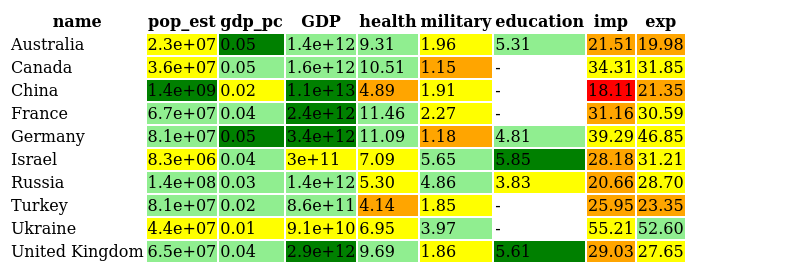 name pop_est gdp_pc GDP health military education imp exp
Australia 2.3e+07 0.05 1.4e+12 9.31 1.96 5.31 21.51 19.98
Canada 3.6e+07 0.05 1.6e+12 10.51 1.15 - 34.31 31.85
China 1.4e+09 0.02 1.1e+13 4.89 1.91 - 18.11 21.35
France 6.7e+07 0.04 2.4e+12 11.46 2.27 - 31.16 30.59
Germany 8.1e+07 0.05 3.4e+12 11.09 1.18 4.81 39.29 46.85
Israel 8.3e+06 0.04 3e+11 7.09 5.65 5.85 28.18 31.21
Russia 1.4e+08 0.03 1.4e+12 5.30 4.86 3.83 20.66 28.70
Turkey 8.1e+07 0.02 8.6e+11 4.14 1.85 - 25.95 23.35
Ukraine 4.4e+07 0.01 9.1e+10 6.95 3.97 - 55.21 52.60
United Kingdom 6.5e+07 0.04 2.9e+12 9.69 1.86 5.61 29.03 27.65